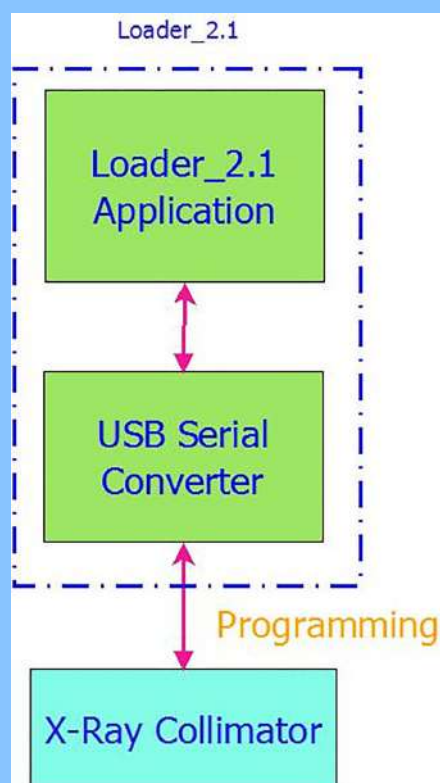 Loader_2.1
Loader_2.1
Application
USB Serial
Converter
Programming
X-Ray Collimator